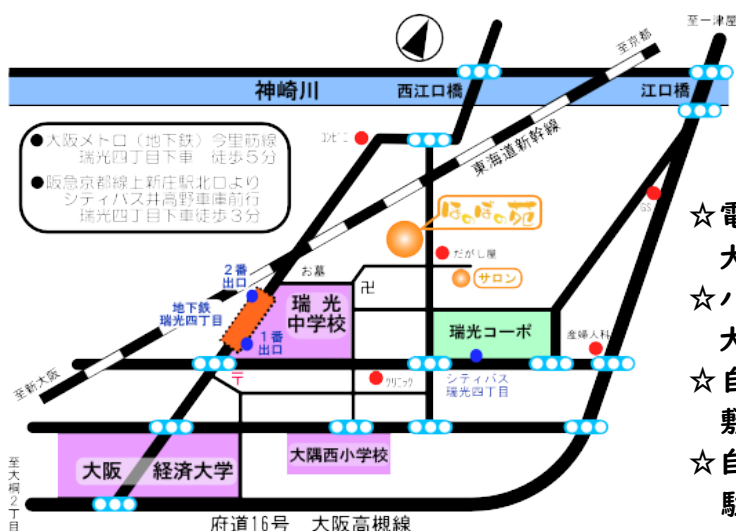 至一津屋
至京都
神崎川
西江口橋
江口橋
●大阪メトロ（地下鉄）今里筋線
瑞光四丁目下車 徒歩5分
●阪急京都線上新庄駅北口より
シティバス井高野車庫前行
瑞光四丁目下車徒歩3分
コンビニ
東海道新幹線
ほのぼの苑
GS
☆電
大
だがし屋
サロン
お墓
卍
2番
出口
地下鉄
瑞光四丁目
瑞光
中学校
1番
出口
瑞光コーポ
産婦人科
☆バ
大
シティバス
瑞光四丁目
〒
クリニック
至新大阪
☆自
敷
大阪 経済大学
大隅西小学校
☆自
駐
至大桐2丁目
府道16号 大阪高槻線